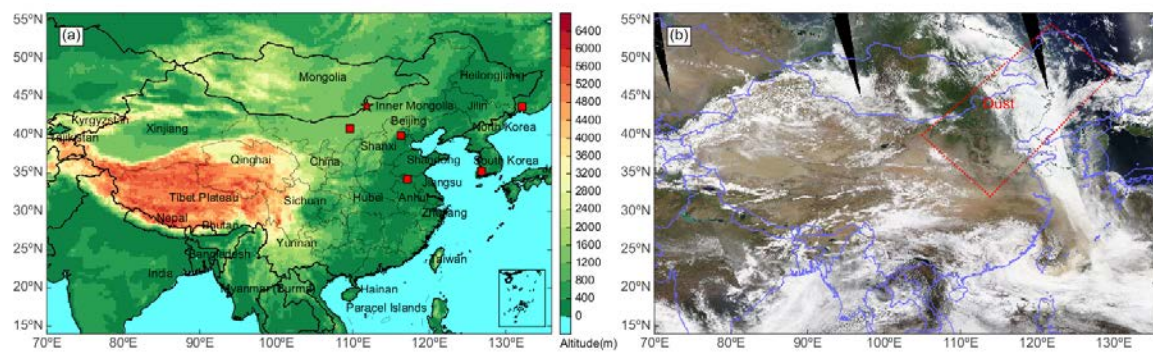 (a)
Mongolia
Heilongjiang
Inner Mongolia
Jilin
Kyrgyzstan
Xinjiang
Beijing
North Korea
Tajikistan
Shanxi
Qinghai
China
Shandong
South Korea
Tibet Plateau
Jiangsu
Sichuan
Hubei
Anhui
Nepal
Zhejiang
Bhutan
Yunnan
Bangladesh
Taiwan
India
Myanmar (Burma)
Hainan
Paracel Islands
55°N
50°N
45°N
40°N
35°N
30°N
25°N
20°N
15°N
70°E 80°E 90°E 100°E 110°E 120°E 130°E
6400
6000
5600
5200
4800
4400
4000
3600
3200
2800
2400
2000
1600
1200
800
400
0
Altitude(m)
(b)
Dust
55°N
50°N
45°N
40°N
35°N
30°N
25°N
20°N
15°N
70°E 80°E 90°E 100°E 110°E 120°E 130°E